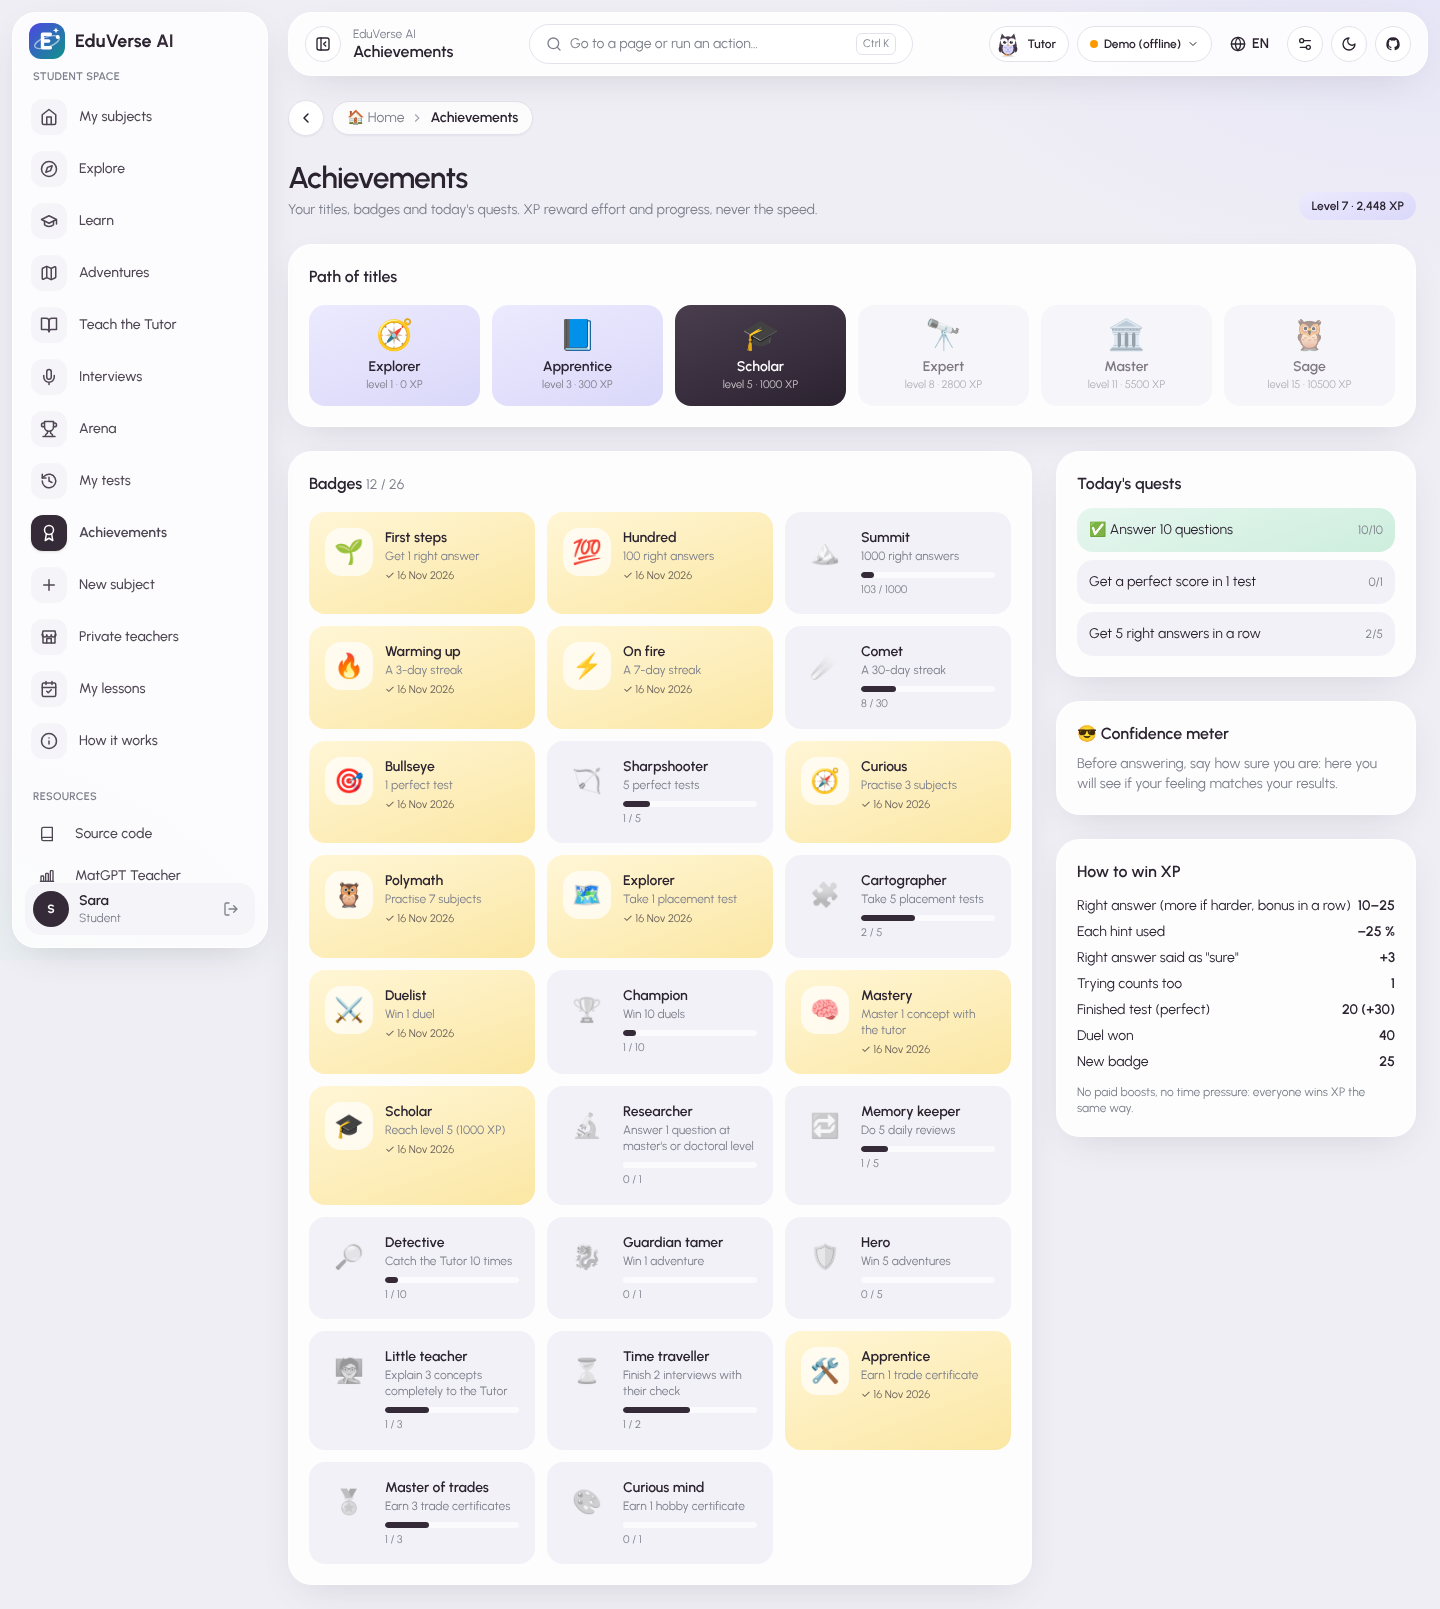 EduVerse AI
STUDENT SPACE
My subjects
Explore
Learn
Adventures
Teach the Tutor
Interviews
Arena
My tests
Achievements
New subject
Private teachers
My lessons
How it works
RESOURCES
Source code
MatGPT Teacher
S
Sara
Student
EduVerse AI
Achievements
Go to a page or run an action...
Ctrl K
Tutor
Demo (offline)
EN
Home
Achievements
Achievements
Your titles, badges and today's quests. XP reward effort and progress, never the speed.
Level 7 · 2,448 XP
Path of titles
Explorer
level 1 · 0 XP
Apprentice
level 3 · 300 XP
Scholar
level 5 · 1000 XP
Expert
level 8 · 2800 XP
Master
level 11 · 5500 XP
Sage
level 15 · 10500 XP
Badges 12 / 26
First steps
Get 1 right answer
✓ 16 Nov 2026
100
Hundred
100 right answers
✓ 16 Nov 2026
Summit
1000 right answers
103 / 1000
Warming up
A 3-day streak
✓ 16 Nov 2026
On fire
A 7-day streak
✓ 16 Nov 2026
Comet
A 30-day streak
8 / 30
Bullseye
1 perfect test
✓ 16 Nov 2026
Sharpshooter
5 perfect tests
1 / 5
Curious
Practise 3 subjects
✓ 16 Nov 2026
Polymath
Practise 7 subjects
✓ 16 Nov 2026
Explorer
Take 1 placement test
✓ 16 Nov 2026
Cartographer
Take 5 placement tests
2 / 5
Duelist
Win 1 duel
✓ 16 Nov 2026
Champion
Win 10 duels
1 / 10
Mastery
Master 1 concept with
the tutor
✓ 16 Nov 2026
Scholar
Reach level 5 (1000 XP)
✓ 16 Nov 2026
Researcher
Answer 1 question at
master's or doctoral level
0 / 1
Memory keeper
Do 5 daily reviews
1 / 5
Detective
Catch the Tutor 10 times
1 / 10
Guardian tamer
Win 1 adventure
0 / 1
Hero
Win 5 adventures
0 / 5
Little teacher
Explain 3 concepts
completely to the Tutor
1 / 3
Time traveller
Finish 2 interviews with
their check
1 / 2
Apprentice
Earn 1 trade certificate
✓ 16 Nov 2026
Master of trades
Earn 3 trade certificates
1 / 3
Curious mind
Earn 1 hobby certificate
0 / 1
Today's quests
✅ Answer 10 questions 10/10
Get a perfect score in 1 test 0/1
Get 5 right answers in a row 2/5
😎 Confidence meter
Before answering, say how sure you are: here you
will see if your feeling matches your results.
How to win XP
Right answer (more if harder, bonus in a row) 10–25
Each hint used −25 %
Right answer said as "sure" +3
Trying counts too 1
Finished test (perfect) 20 (+30)
Duel won 40
New badge 25
No paid boosts, no time pressure: everyone wins XP the
same way.